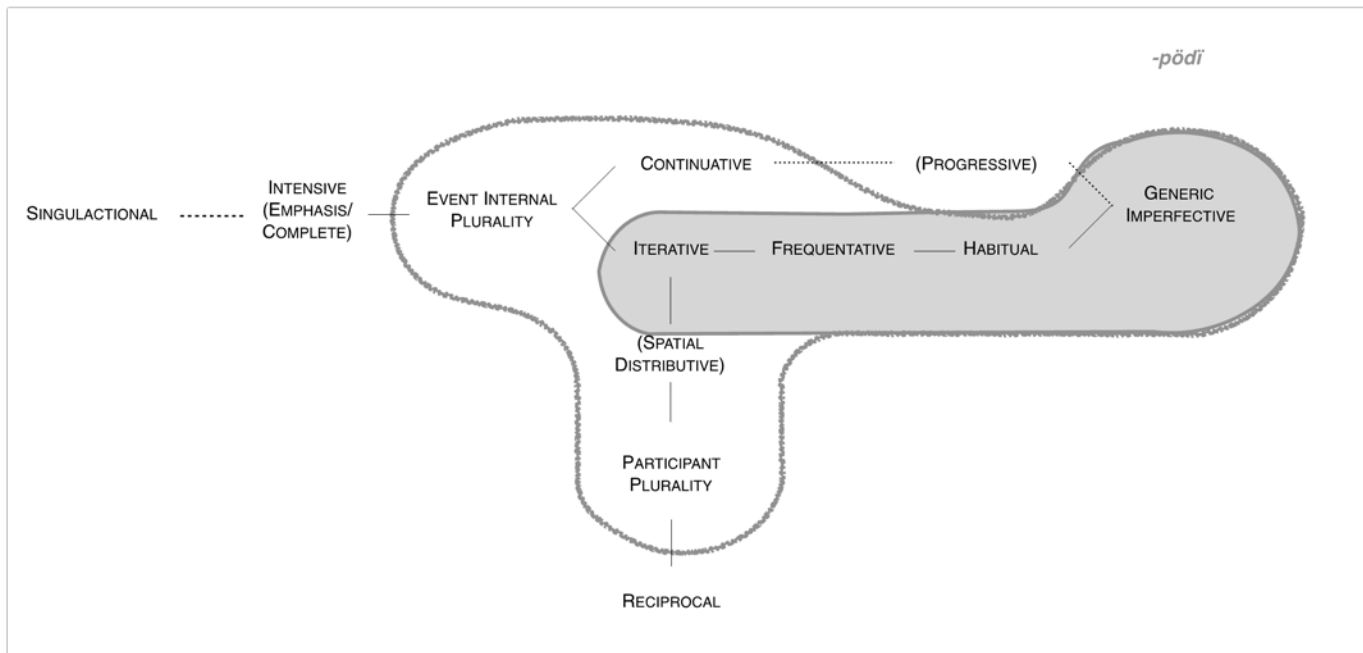 -pödï
CONTINUATIVE
(PROGRESSIVE)
INTENSIVE
(EMPHASIS/
COMPLETE)
SINGULACTIONAL
EVENT INTERNAL
PLURALITY
GENERIC
IMPERFECTIVE
ITERATIVE
FREQUENTATIVE
HABITUAL
(SPATIAL
DISTRIBUTIVE)
PARTICIPANT
PLURALITY
RECIPROCAL